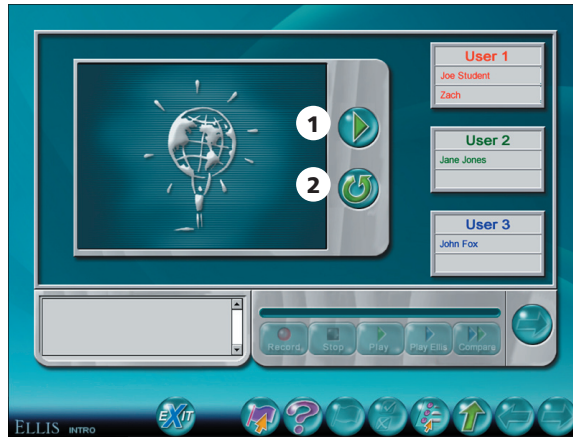 User 1
Joe Student
Zach
1
User 2
Jane Jones
2
User 3
John Fox
Record
Stop
Play
Play Ellis
Compare
EXIT
?
ELLIS INTRO